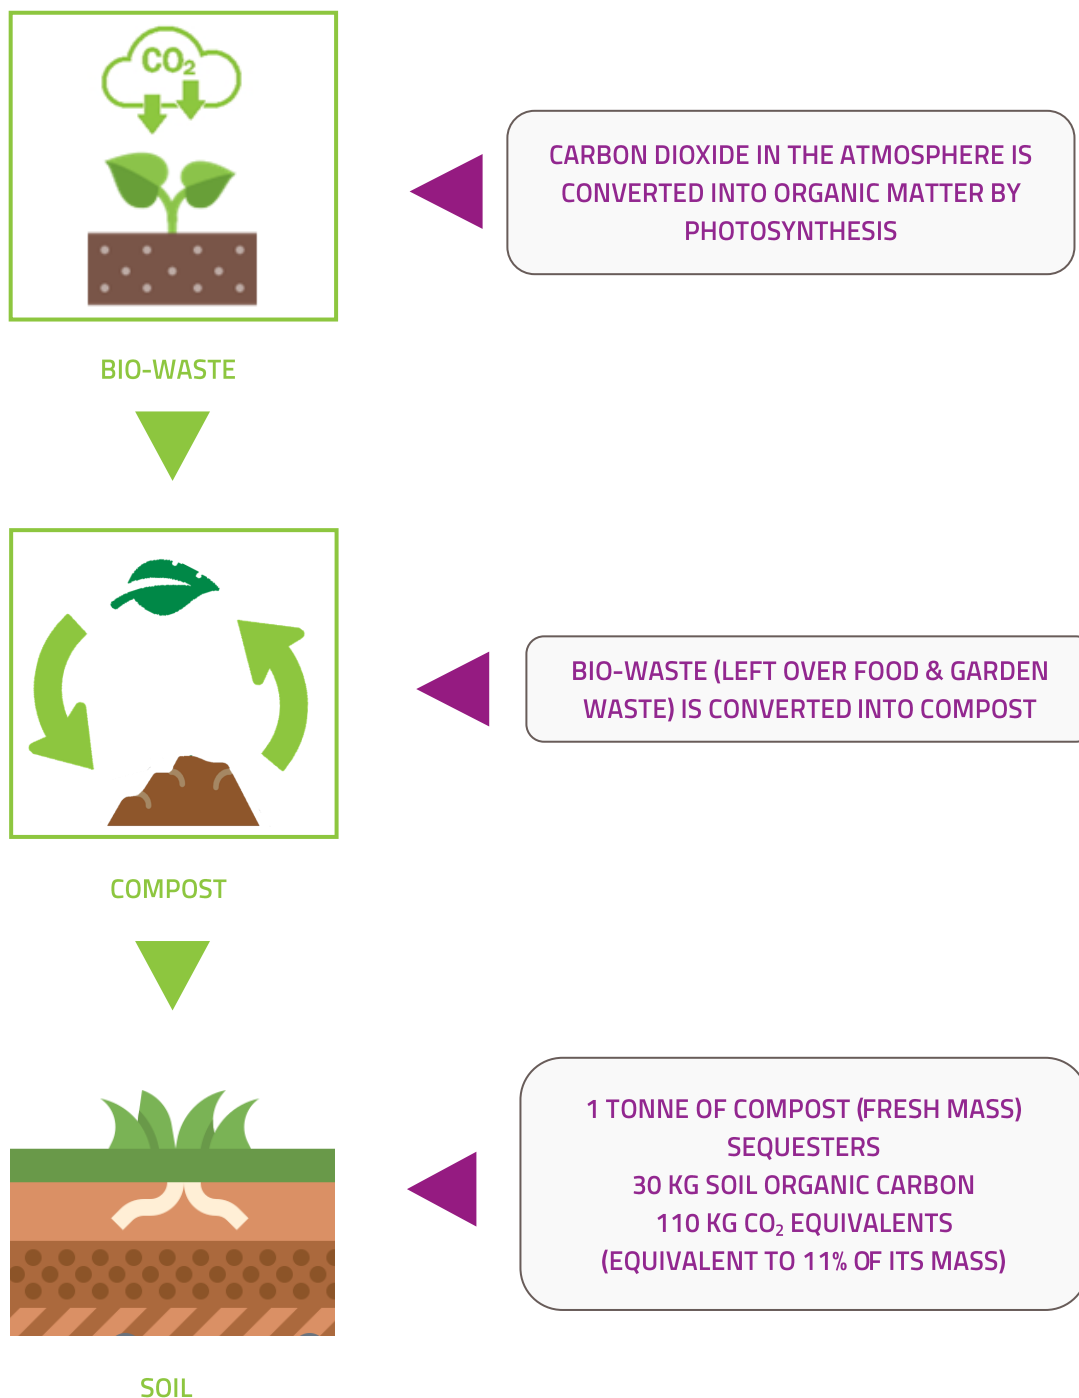 CO₂
CARBON DIOXIDE IN THE ATMOSPHERE IS
CONVERTED INTO ORGANIC MATTER BY
PHOTOSYNTHESIS
BIO-WASTE
BIO-WASTE (LEFT OVER FOOD & GARDEN
WASTE) IS CONVERTED INTO COMPOST
COMPOST
1 TONNE OF COMPOST (FRESH MASS)
SEQUESTERS
30 KG SOIL ORGANIC CARBON
110 KG CO₂ EQUIVALENTS
(EQUIVALENT TO 11% OF ITS MASS)
SOIL